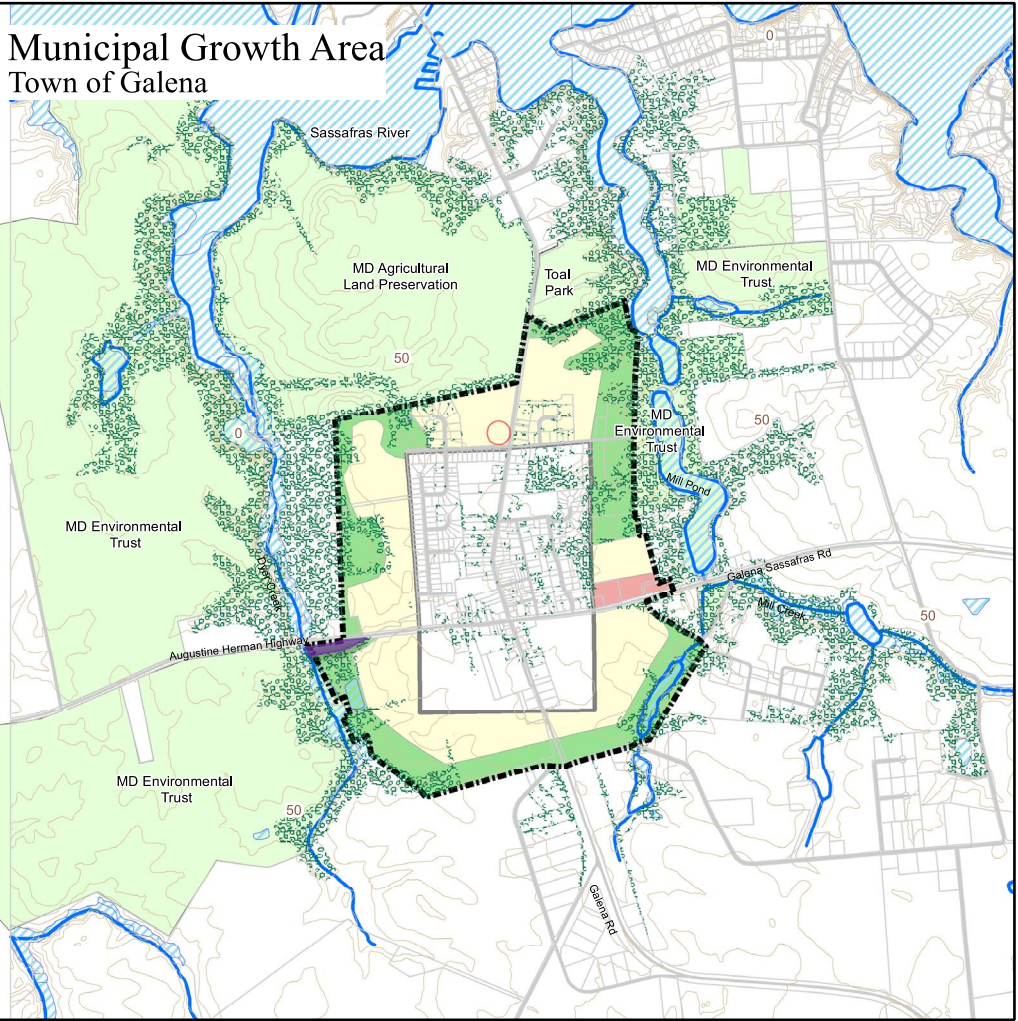 Municipal Growth Area
Town of Galena
0
Sassafras River
MD Agricultural
Land Preservation
Toal
Park
MD Environmental
Trust
50
0
MD
Environmental
Trust
50
Mill Pond
MD Environmental
Trust
Dyer Creek
Galena Sassafras Rd
Mill Creek
50
Augustine Herman Highway
MD Environmental
Trust
50
Galena Rd